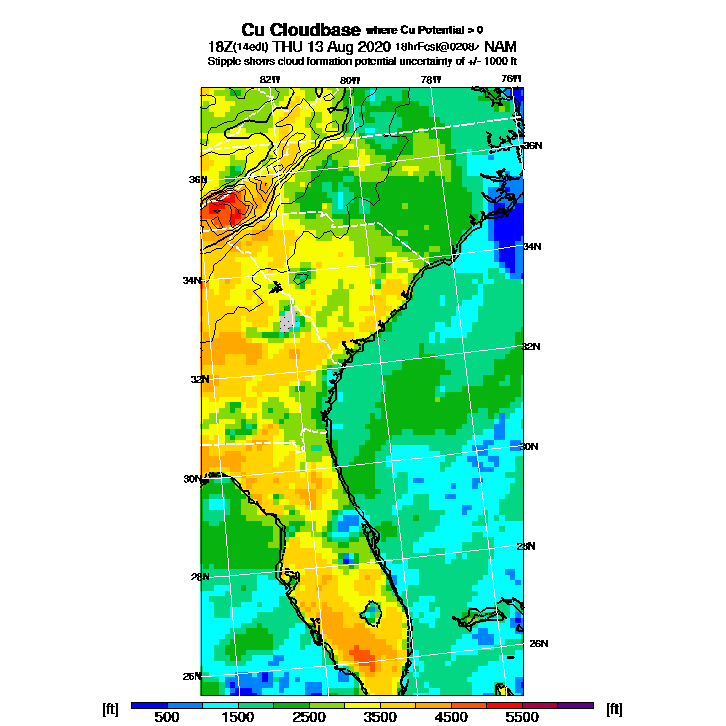 Cu Cloudbase where Cu Potential > 0
18Z(14edt) THU 13 Aug 2020 18hrFcst@0208z NAM
Stipple shows cloud formation potential uncertainty of +/- 1000 ft
82W 80W 78W 76W
36N 36N
34N 34N
32N 32N
30N 30N
28N 28N
26N 26N
[ft] 500 1500 2500 3500 4500 5500 [ft]